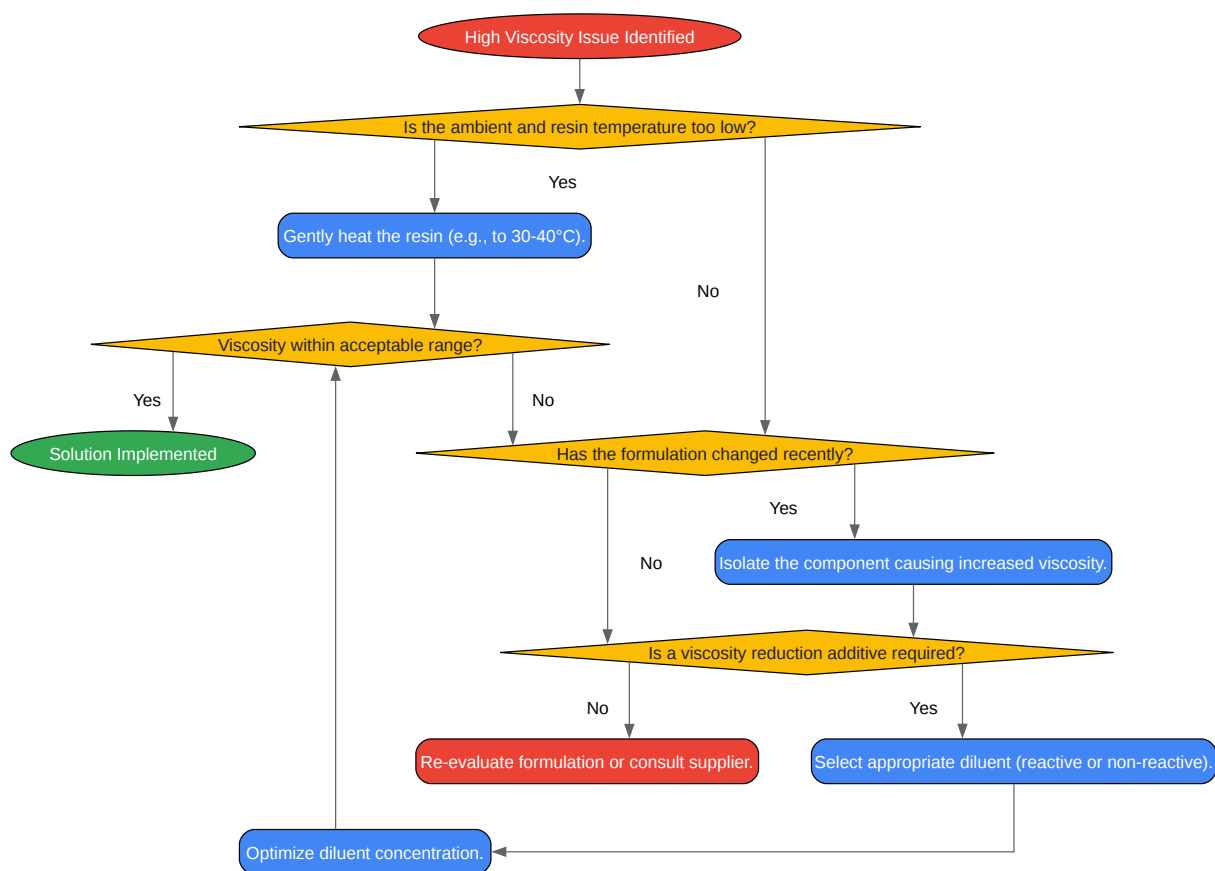 High Viscosity Issue Identified
Is the ambient and resin temperature too low?
Yes
Gently heat the resin (e.g., to 30-40°C).
No
Viscosity within acceptable range?
Yes
No
Solution Implemented
Has the formulation changed recently?
Yes
No
Isolate the component causing increased viscosity.
Is a viscosity reduction additive required?
No
Yes
Re-evaluate formulation or consult supplier.
Select appropriate diluent (reactive or non-reactive).
Optimize diluent concentration.